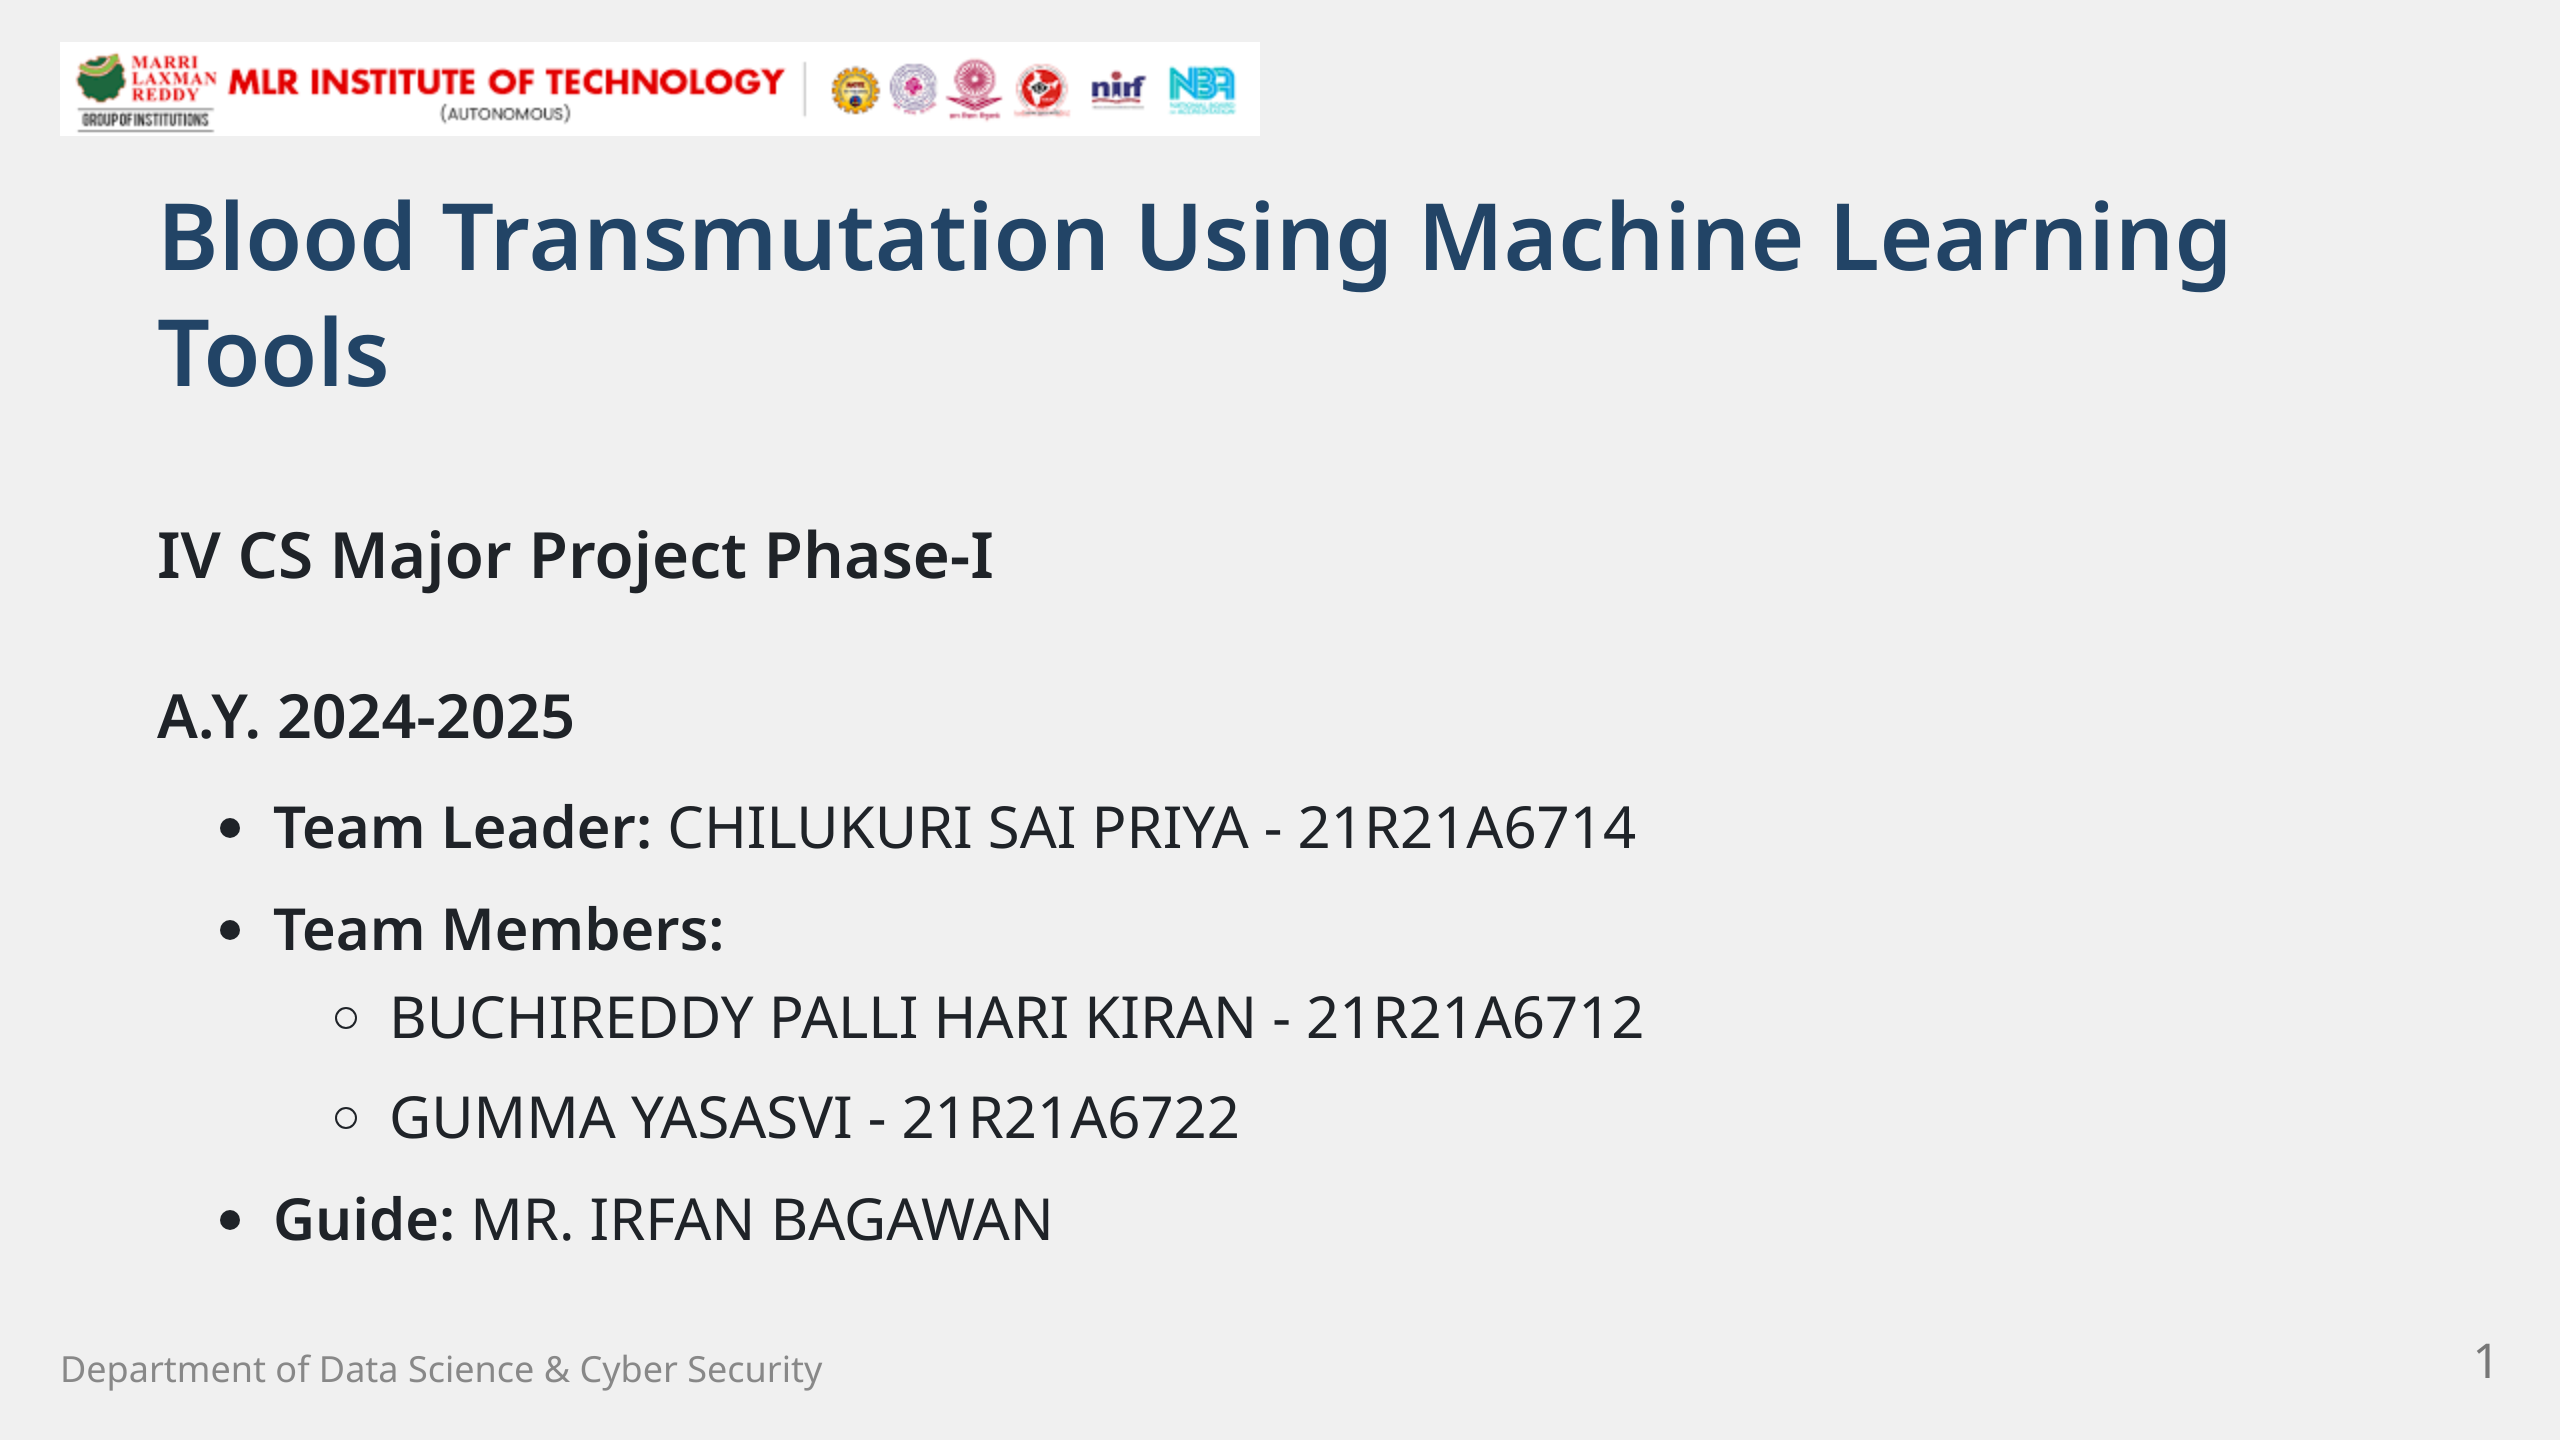 MARRI
LAXMAN
REDDY
GROUP OF INSTITUTIONS
MLR INSTITUTE OF TECHNOLOGY
(AUTONOMOUS)
nirf
NBA
Blood Transmutation Using Machine Learning
Tools
IV CS Major Project Phase-I
A.Y. 2024-2025
• Team Leader: CHILUKURI SAI PRIYA - 21R21A6714
• Team Members:
○ BUCHIREDDY PALLI HARI KIRAN - 21R21A6712
○ GUMMA YASASVI - 21R21A6722
• Guide: MR. IRFAN BAGAWAN
Department of Data Science & Cyber Security
1